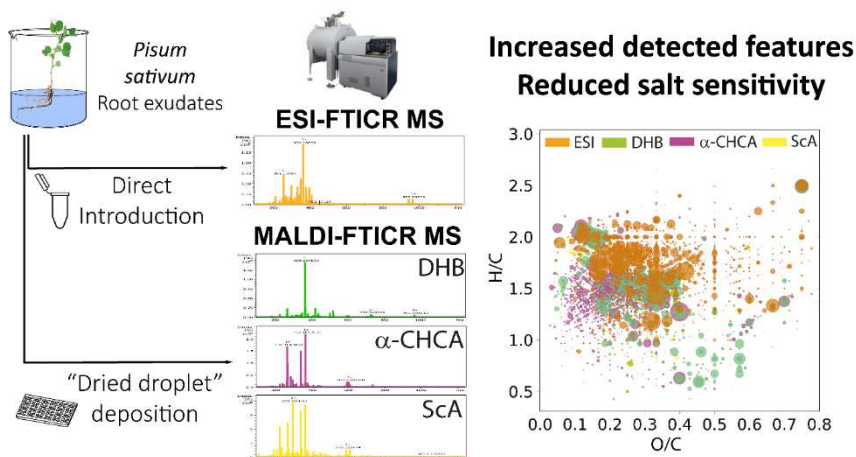 Pisum
sativum
Root exudates
Direct
Introduction
"Dried droplet"
deposition
ESI-FTICR MS
MALDI-FTICR MS
DHB
α-CHCA
ScA
Increased detected features
Reduced salt sensitivity
ESI DHB α-CHCA ScA
H/C
3.0
2.5
2.0
1.5
1.0
0.5
0.0 0.1 0.2 0.3 0.4 0.5 0.6 0.7 0.8
O/C